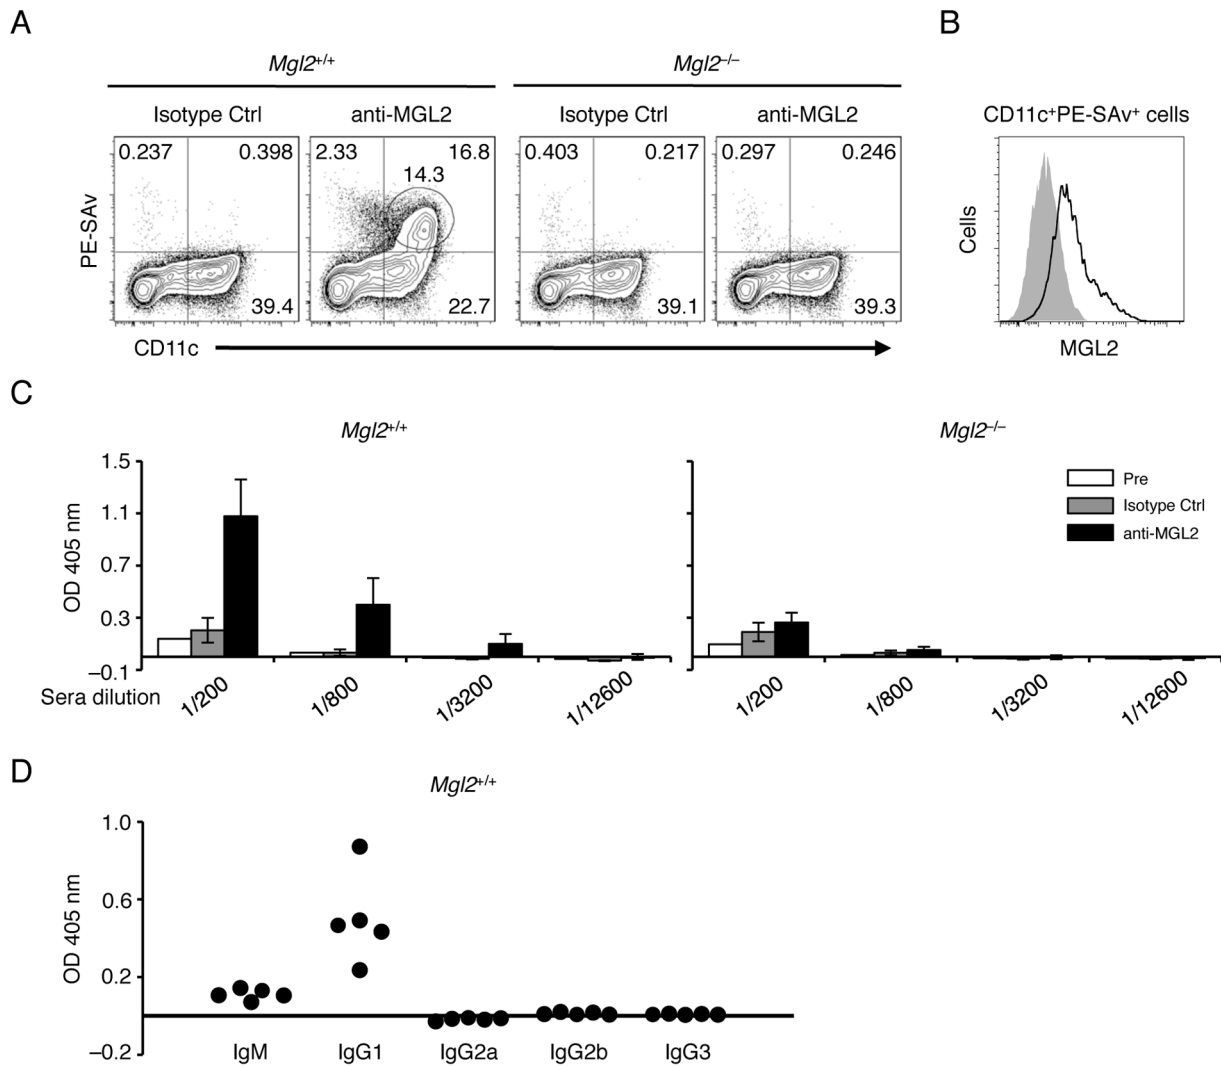 A
B
Mgl2+/+
Mgl2–/–
Isotype Ctrl
anti-MGL2
Isotype Ctrl
anti-MGL2
CD11c+PE-SAv+ cells
0.237
0.398
2.33
16.8
14.3
0.403
0.217
0.297
0.246
PE-SAv
39.4
22.7
39.1
39.3
CD11c
Cells
MGL2
C
Mgl2+/+
Mgl2–/–
OD 405 nm
1.5
1.1
0.7
0.3
–0.1
Pre
Isotype Ctrl
anti-MGL2
Sera dilution
1/200
1/800
1/3200
1/12600
1/200
1/800
1/3200
1/12600
D
Mgl2+/+
OD 405 nm
1.0
0.6
0.2
–0.2
IgM
IgG1
IgG2a
IgG2b
IgG3